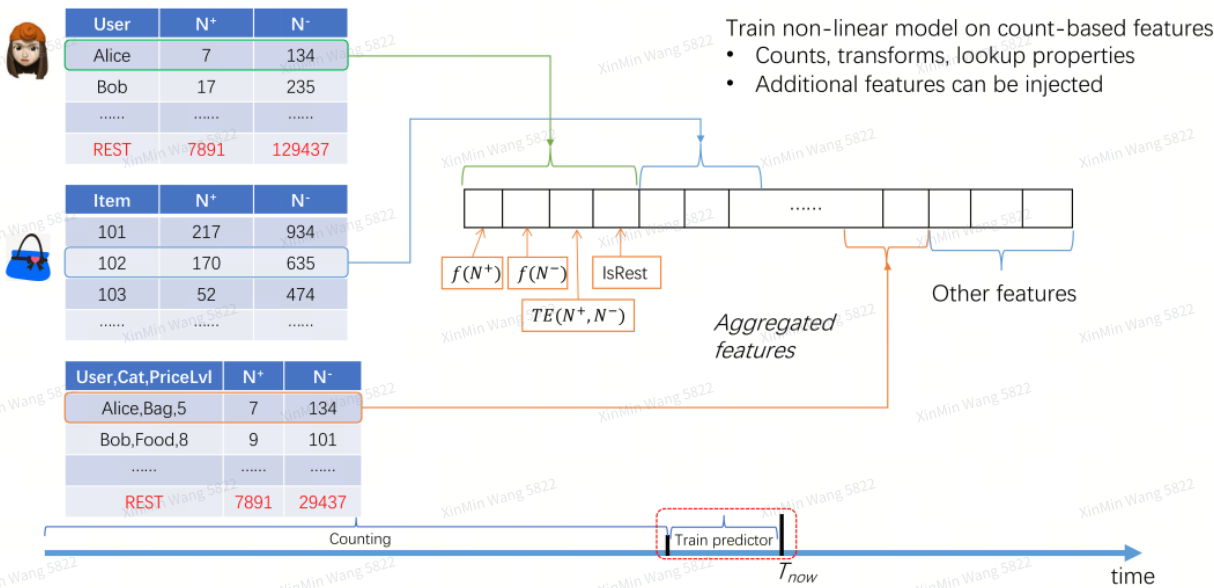 User N⁺ N⁻
Alice 7 134
Bob 17 235
...... ...... ......
REST 7891 129437
Item N⁺ N⁻
101 217 934
102 170 635
103 52 474
...... ...... ......
User,Cat,PriceLvl N⁺ N⁻
Alice,Bag,5 7 134
Bob,Food,8 9 101
...... ...... ......
REST 7891 29437
Train non-linear model on count-based features
• Counts, transforms, lookup properties
• Additional features can be injected
......
f(N⁺) f(N⁻) IsRest
TE(N⁺, N⁻)
Aggregated
features
Other features
Counting
Train predictor
T_now
time
XinMin Wang 5822